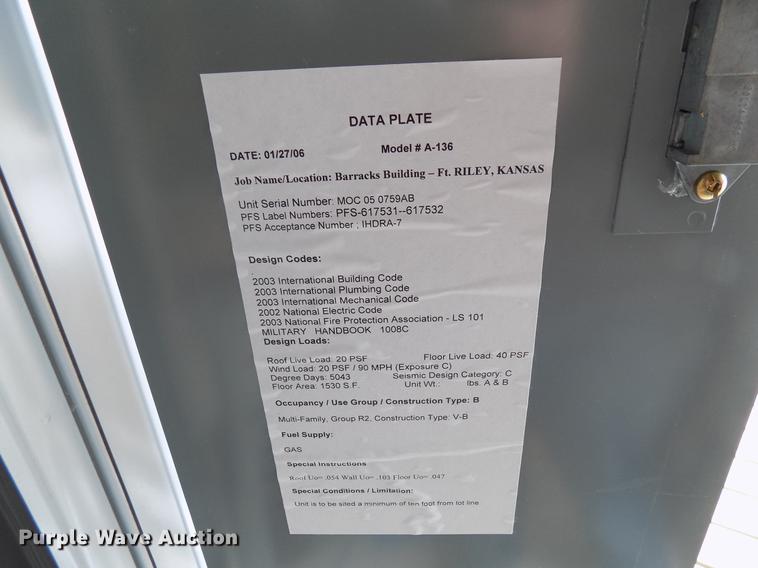 DATA PLATE
DATE: 01/27/06 Model # A-136
Job Name/Location: Barracks Building – Ft. RILEY, KANSAS
Unit Serial Number: MOC 05 0759AB
PFS Label Numbers: PFS-617531--617532
PFS Acceptance Number ; IHDRA-7
Design Codes:
2003 International Building Code
2003 International Plumbing Code
2003 International Mechanical Code
2002 National Electric Code
2003 National Fire Protection Association - LS 101
MILITARY HANDBOOK 1008C
Design Loads:
Roof Live Load: 20 PSF Floor Live Load: 40 PSF
Wind Load: 20 PSF / 90 MPH (Exposure C)
Degree Days: 5043 Seismic Design Category: C
Floor Area: 1530 S.F. Unit Wt.: lbs. A & B
Occupancy / Use Group / Construction Type: B
Multi-Family, Group R2, Construction Type: V-B
Fuel Supply:
GAS
Special Instructions
Roof Uo= .054 Wall Uo= .103 Floor Uo= .047
Special Conditions / Limitation:
Unit is to be sited a minimum of ten foot from lot line
Purple Wave Auction